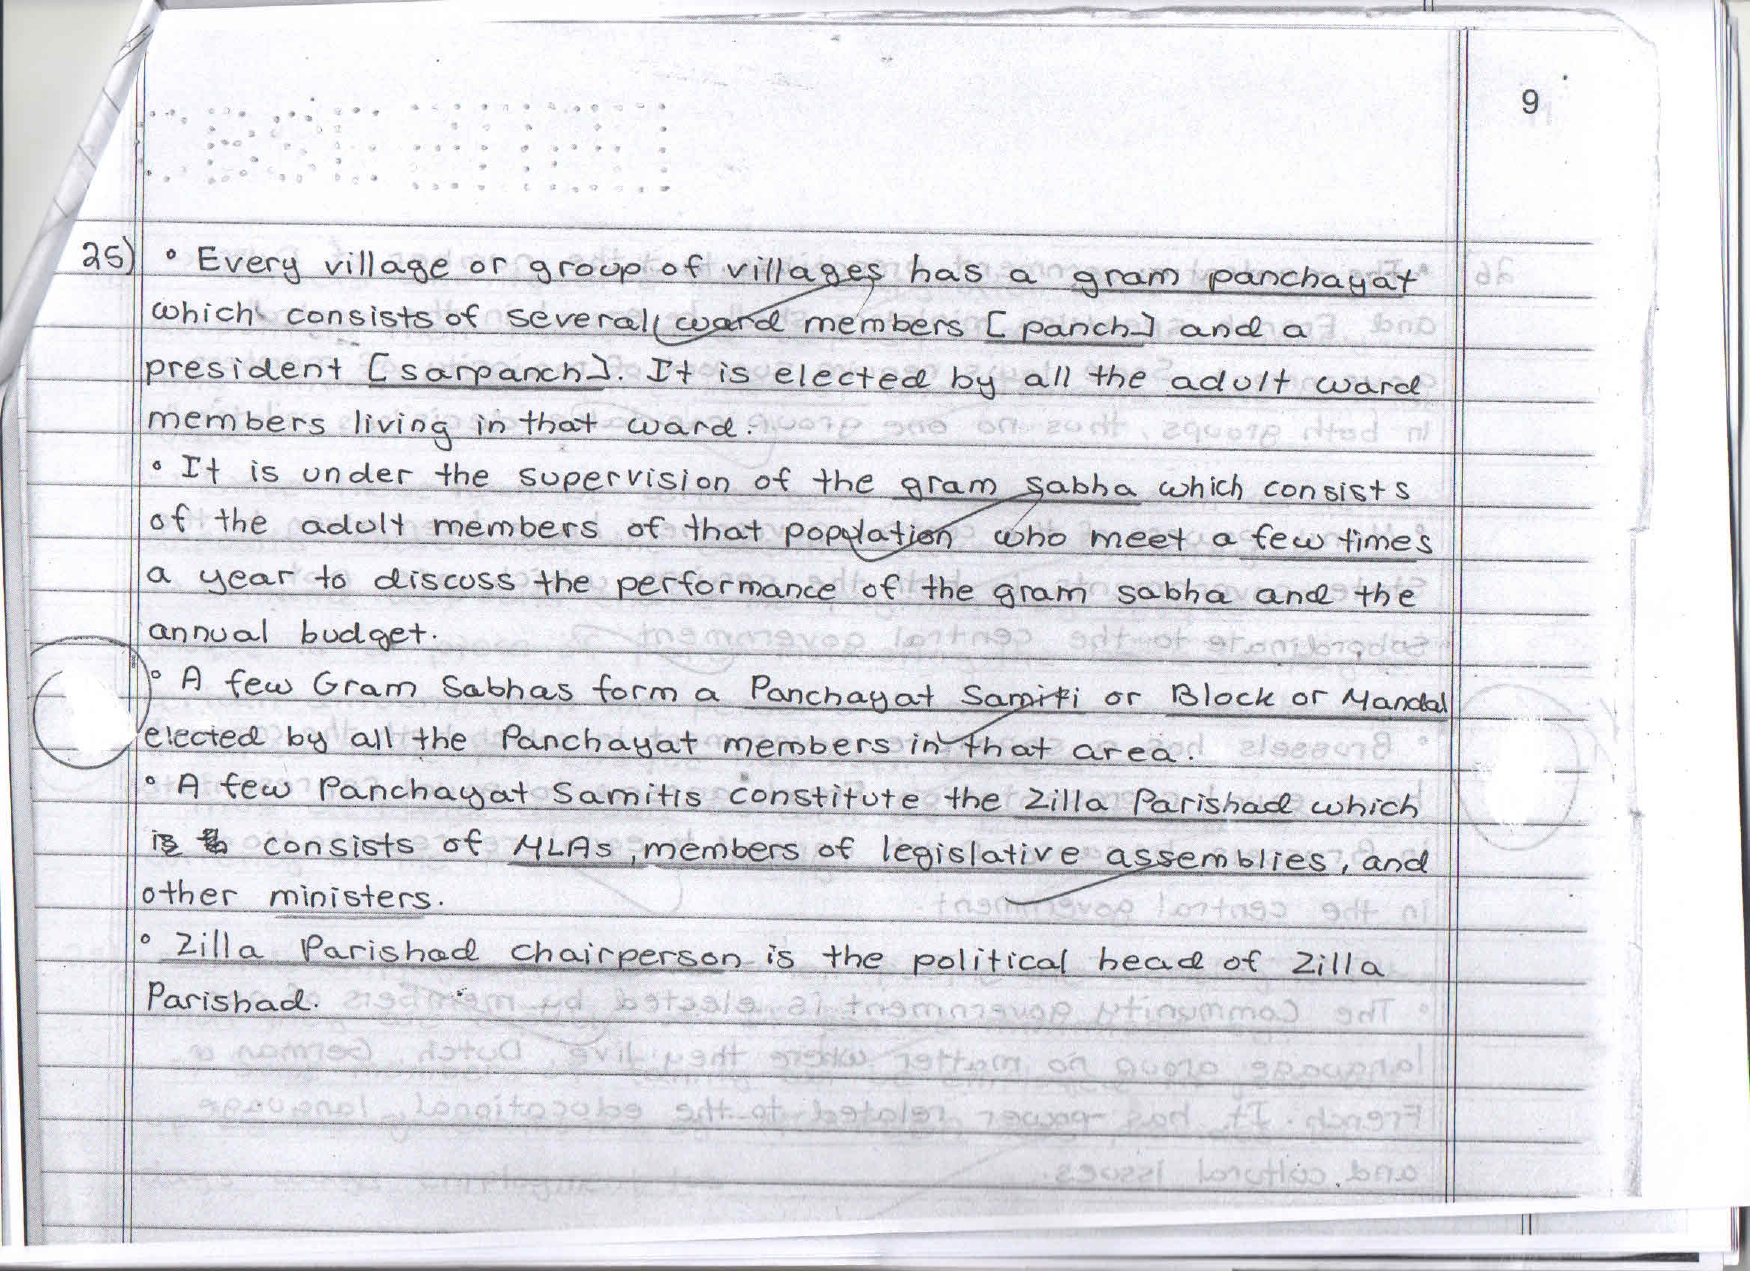 9
25) ° Every village or group of villages has a gram panchayat
which consists of several ward members [panch] and a
president [sarpanch]. It is elected by all the adult ward
members living in that ward.
° It is under the supervision of the gram sabha which consists
of the adult members of that population who meet a few times
a year to discuss the performance of the gram sabha and the
annual budget.
° A few Gram Sabhas form a Panchayat Samiti or Block or Mandal
elected by all the Panchayat members in that area.
° A few Panchayat Samitis constitute the Zilla Parishad which
consists of MLAs, members of legislative assemblies, and
other ministers.
° Zilla Parishad chairperson is the political head of Zilla
Parishad.